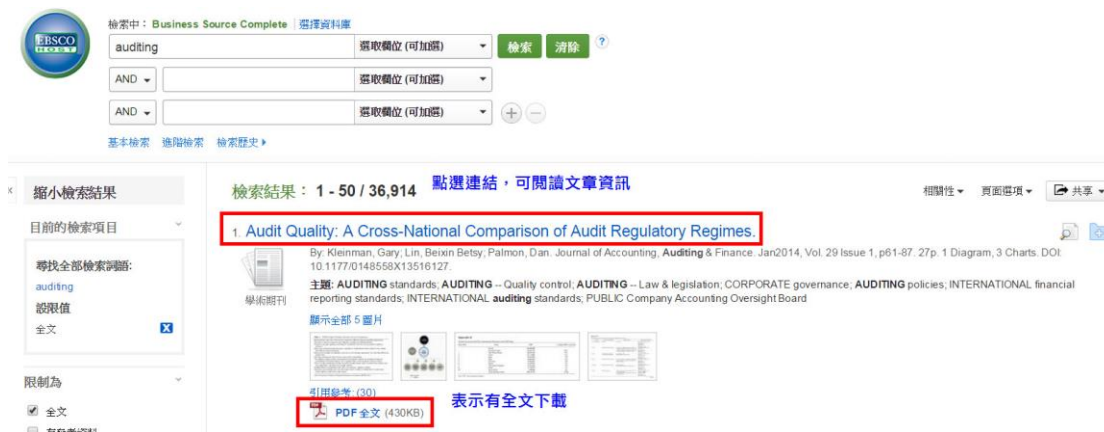 檢索中：Business Source Complete 選擇資料庫
EBSCO
HOST
auditing 選取欄位 (可加選) 檢索 清除 ?
AND 選取欄位 (可加選)
AND 選取欄位 (可加選)
基本檢索 進階檢索 檢索歷史
縮小檢索結果
檢索結果：1 - 50 / 36,914 點選連結，可閱讀文章資訊
相關性 頁面選項 共享
目前的檢索項目
尋找全部檢索詞語:
auditing
設限值
全文
限制為
全文
1. Audit Quality: A Cross-National Comparison of Audit Regulatory Regimes.
By: Kleinman, Gary; Lin, Beixin Betsy; Palmon, Dan. Journal of Accounting, Auditing & Finance. Jan2014, Vol. 29 Issue 1, p61-87. 27p. 1 Diagram, 3 Charts. DOI:
10.1177/0148558X13516127.
學術期刊
主題: AUDITING standards; AUDITING -- Quality control; AUDITING -- Law & legislation; CORPORATE governance; AUDITING policies; INTERNATIONAL financial
reporting standards; INTERNATIONAL auditing standards; PUBLIC Company Accounting Oversight Board
顯示全部 5 圖片
引用參考: (30)
PDF 全文 (430KB)
表示有全文下載